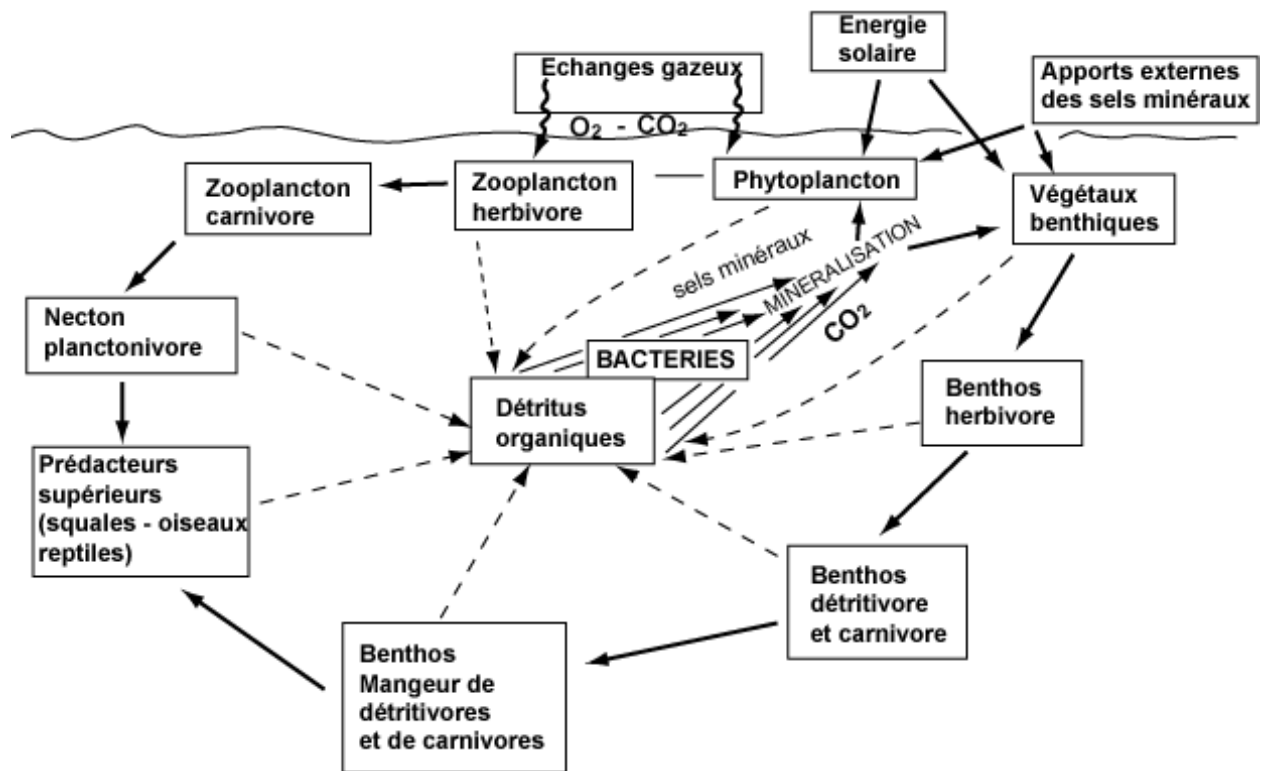 Energie
solaire
Echanges gazeux
Apports externes
des sels minéraux
O₂ - CO₂
Zooplancton
carnivore
Zooplancton
herbivore
Phytoplancton
Végétaux
benthiques
sels minéraux
MINERALISATION
CO₂
Necton
planctonivore
BACTERIES
Détritus
organiques
Benthos
herbivore
Prédacteurs
supérieurs
(squales - oiseaux
reptiles)
Benthos
détritivore
et carnivore
Benthos
Mangeur de
détritivores
et de carnivores